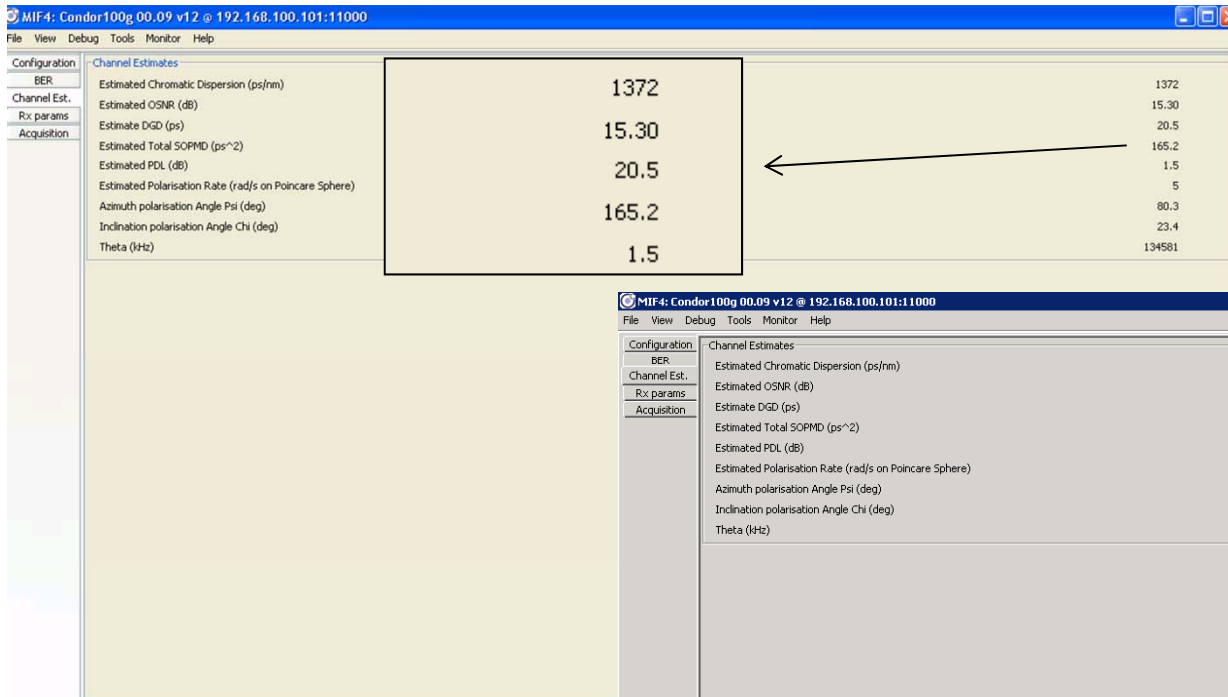 MIF4: Condor100g 00.09 v12 @ 192.168.100.101:11000
File View Debug Tools Monitor Help
Configuration
BER
Channel Est.
Rx params
Acquisition
Channel Estimates
Estimated Chromatic Dispersion (ps/nm) 1372
Estimated OSNR (dB) 15.30
Estimate DGD (ps) 20.5
Estimated Total SOPMD (ps^2) 165.2
Estimated PDL (dB) 1.5
Estimated Polarisation Rate (rad/s on Poincare Sphere) 5
Azimuth polarisation Angle Psi (deg) 80.3
Inclination polarisation Angle Chi (deg) 23.4
Theta (kHz) 134581
1372
15.30
20.5
165.2
1.5
MIF4: Condor100g 00.09 v12 @ 192.168.100.101:11000
File View Debug Tools Monitor Help
Configuration
BER
Channel Est.
Rx params
Acquisition
Channel Estimates
Estimated Chromatic Dispersion (ps/nm)
Estimated OSNR (dB)
Estimate DGD (ps)
Estimated Total SOPMD (ps^2)
Estimated PDL (dB)
Estimated Polarisation Rate (rad/s on Poincare Sphere)
Azimuth polarisation Angle Psi (deg)
Inclination polarisation Angle Chi (deg)
Theta (kHz)